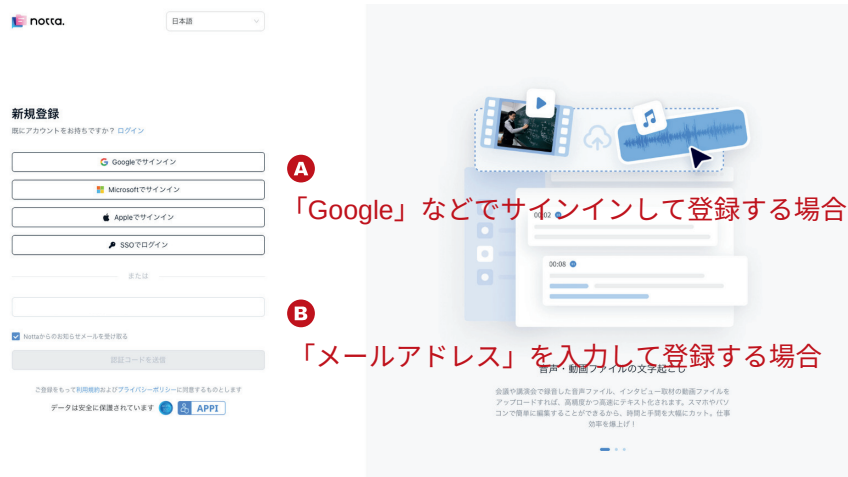 notta.
日本語
新規登録
既にアカウントをお持ちですか？ ログイン
Googleでサインイン
Microsoftでサインイン
Appleでサインイン
SSOでログイン
または
Nottaからのお知らせメールを受け取る
認証コードを送信
ご登録をもって利用規約およびプライバシーポリシーに同意するものとします
データは安全に保護されています
APPI
A
「Google」などでサインインして登録する場合
00:02
00:08
B
「メールアドレス」を入力して登録する場合
音声・動画ファイルの文字起こし
会議や講演会で録音した音声ファイル、インタビュー取材の動画ファイルを
アップロードすれば、高精度かつ高速にテキスト化されます。スマホやパソ
コンで簡単に編集することができるから、時間と手間を大幅にカット。仕事
効率を爆上げ！